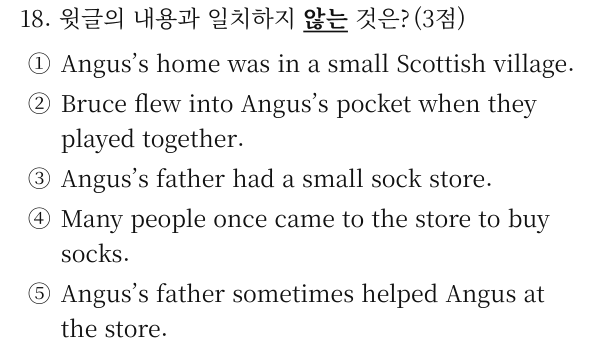 18. 윗글의 내용과 일치하지 않는 것은? (3점)
① Angus’s home was in a small Scottish village.
② Bruce flew into Angus’s pocket when they
played together.
③ Angus’s father had a small sock store.
④ Many people once came to the store to buy
socks.
⑤ Angus’s father sometimes helped Angus at
the store.